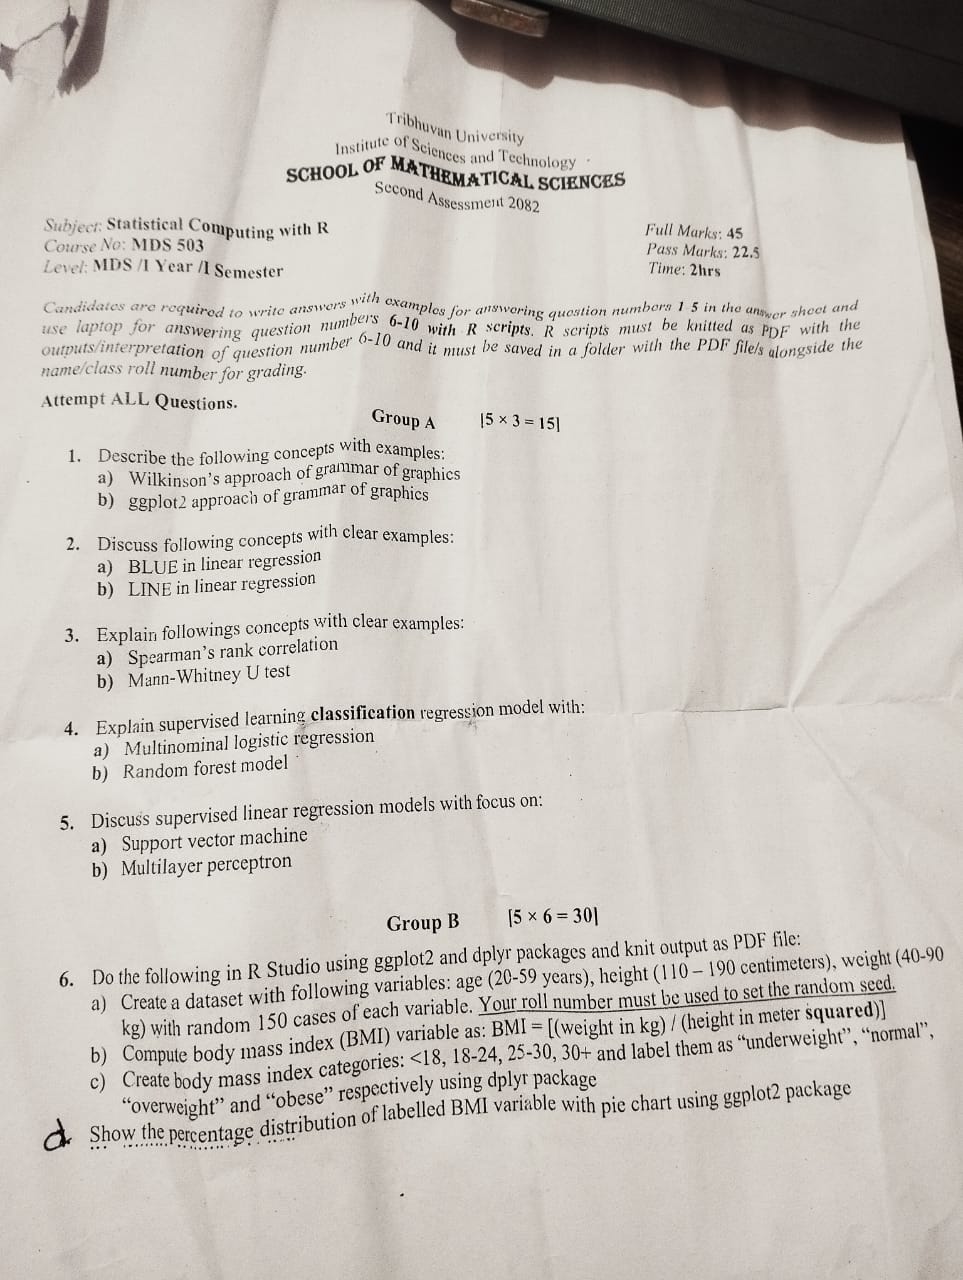 Tribhuvan University
Institute of Sciences and Technology
SCHOOL OF MATHEMATICAL SCIENCES
Second Assessment 2082
Subject: Statistical Computing with R
Full Marks: 45
Course No: MDS 503
Pass Marks: 22.5
Level: MDS /I Year /I Semester
Time: 2hrs
Candidates are required to write answers with examples for answering question numbers 1-5 in the answer sheet and
use laptop for answering question numbers 6-10 with R scripts. R scripts must be knitted as PDF with the
outputs/interpretation of question number 6-10 and it must be saved in a folder with the PDF file/s alongside the
name/class roll number for grading.
Attempt ALL Questions.
Group A [5 × 3 = 15]
1. Describe the following concepts with examples:
a) Wilkinson's approach of grammar of graphics
b) ggplot2 approach of grammar of graphics
2. Discuss following concepts with clear examples:
a) BLUE in linear regression
b) LINE in linear regression
3. Explain followings concepts with clear examples:
a) Spearman's rank correlation
b) Mann-Whitney U test
4. Explain supervised learning classification regression model with:
a) Multinominal logistic regression
b) Random forest model
5. Discuss supervised linear regression models with focus on:
a) Support vector machine
b) Multilayer perceptron
Group B [5 × 6 = 30]
6. Do the following in R Studio using ggplot2 and dplyr packages and knit output as PDF file:
a) Create a dataset with following variables: age (20-59 years), height (110 – 190 centimeters), weight (40-90
kg) with random 150 cases of each variable. Your roll number must be used to set the random seed.
b) Compute body mass index (BMI) variable as: BMI = [(weight in kg) / (height in meter squared)]
c) Create body mass index categories: <18, 18-24, 25-30, 30+ and label them as "underweight", "normal",
"overweight" and "obese" respectively using dplyr package
d. Show the percentage distribution of labelled BMI variable with pie chart using ggplot2 package